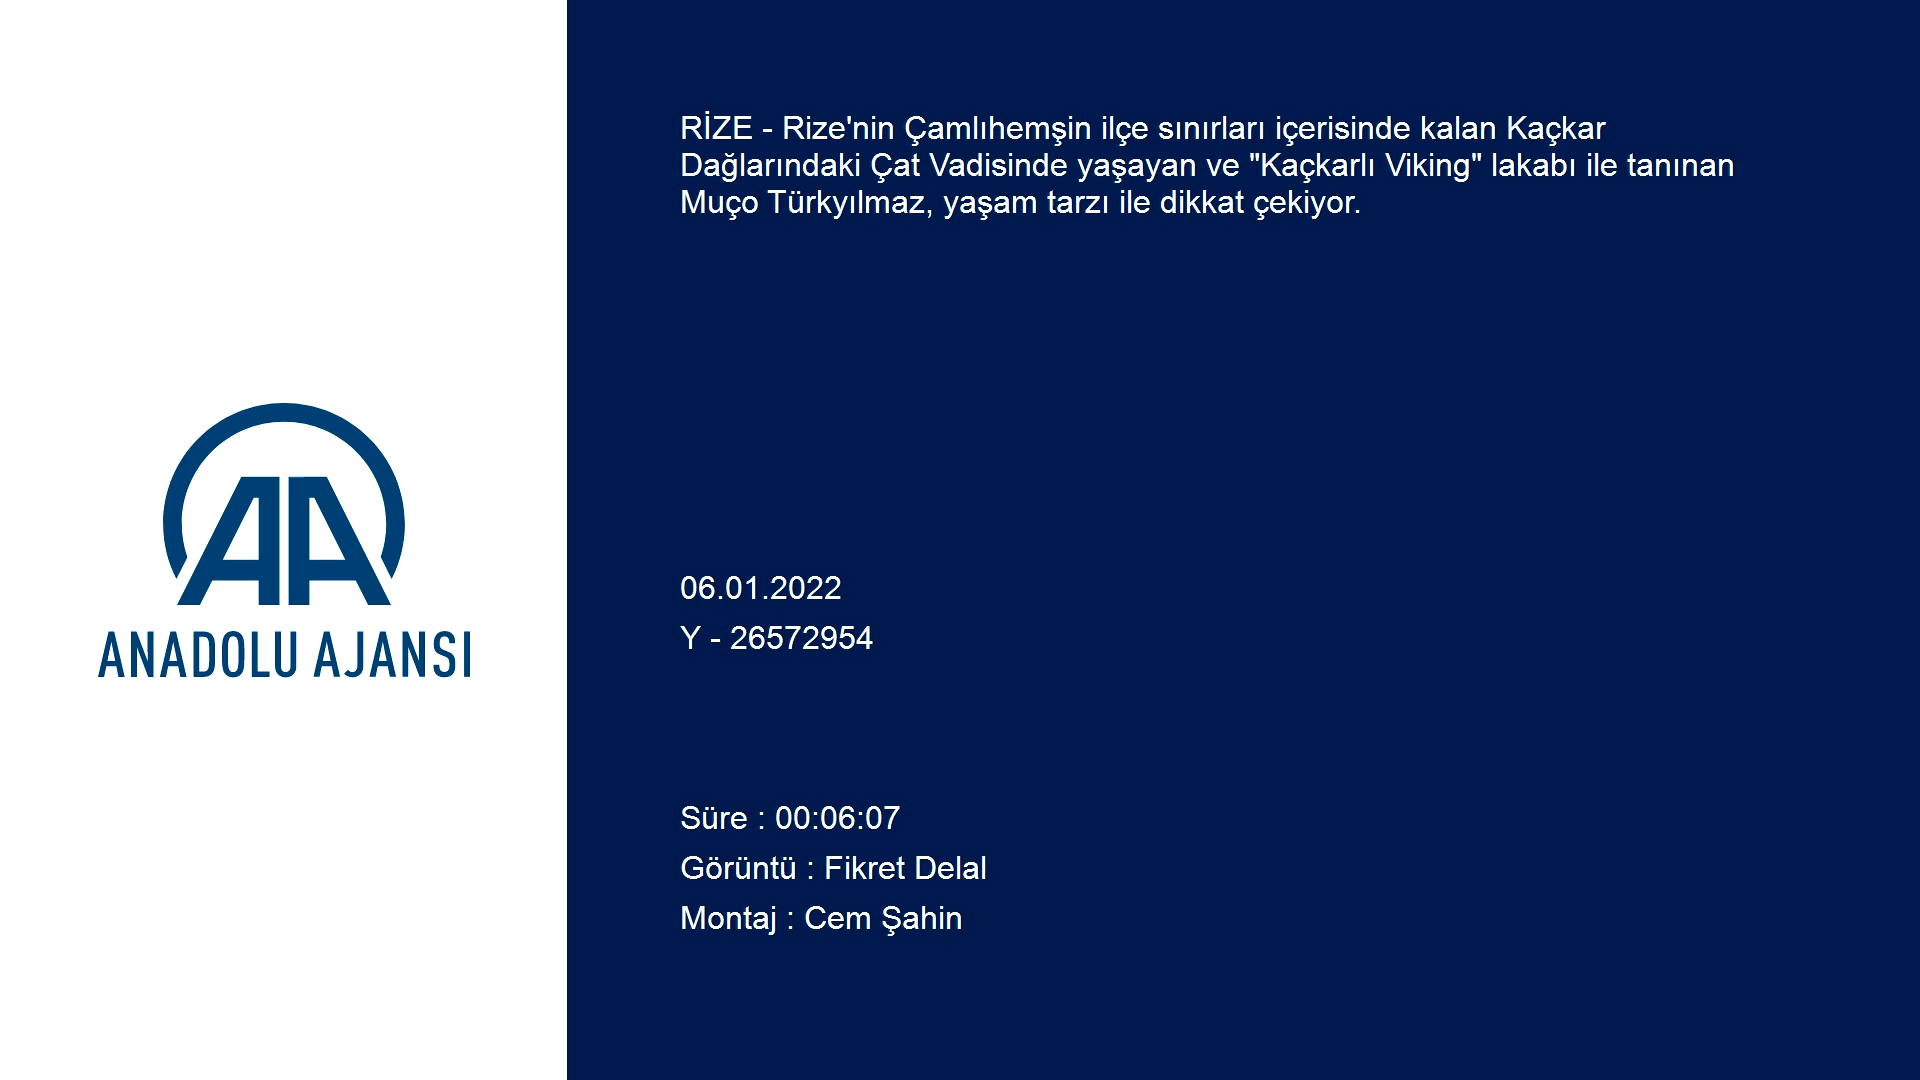 RİZE - Rize'nin Çamlıhemşin ilçe sınırları içerisinde kalan Kaçkar
Dağlarındaki Çat Vadisinde yaşayan ve "Kaçkarlı Viking" lakabı ile tanınan
Muço Türkyılmaz, yaşam tarzı ile dikkat çekiyor.
AA
ANADOLU AJANSI
06.01.2022
Y - 26572954
Süre : 00:06:07
Görüntü : Fikret Delal
Montaj : Cem Şahin